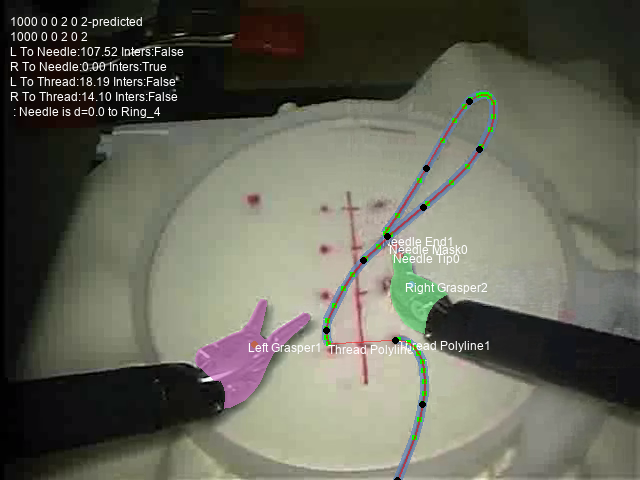 1000 0 0 2 0 2-predicted
1000 0 0 2 0 2
L To Needle:107.52 Inters:False
R To Needle:0.00 Inters:True
L To Thread:18.19 Inters:False
R To Thread:14.10 Inters:False
: Needle is d=0.0 to Ring_4
Needle End1
Needle Mask0
Needle Tip0
Right Grasper2
Left Grasper1
Thread Polyline
Thread Polyline1